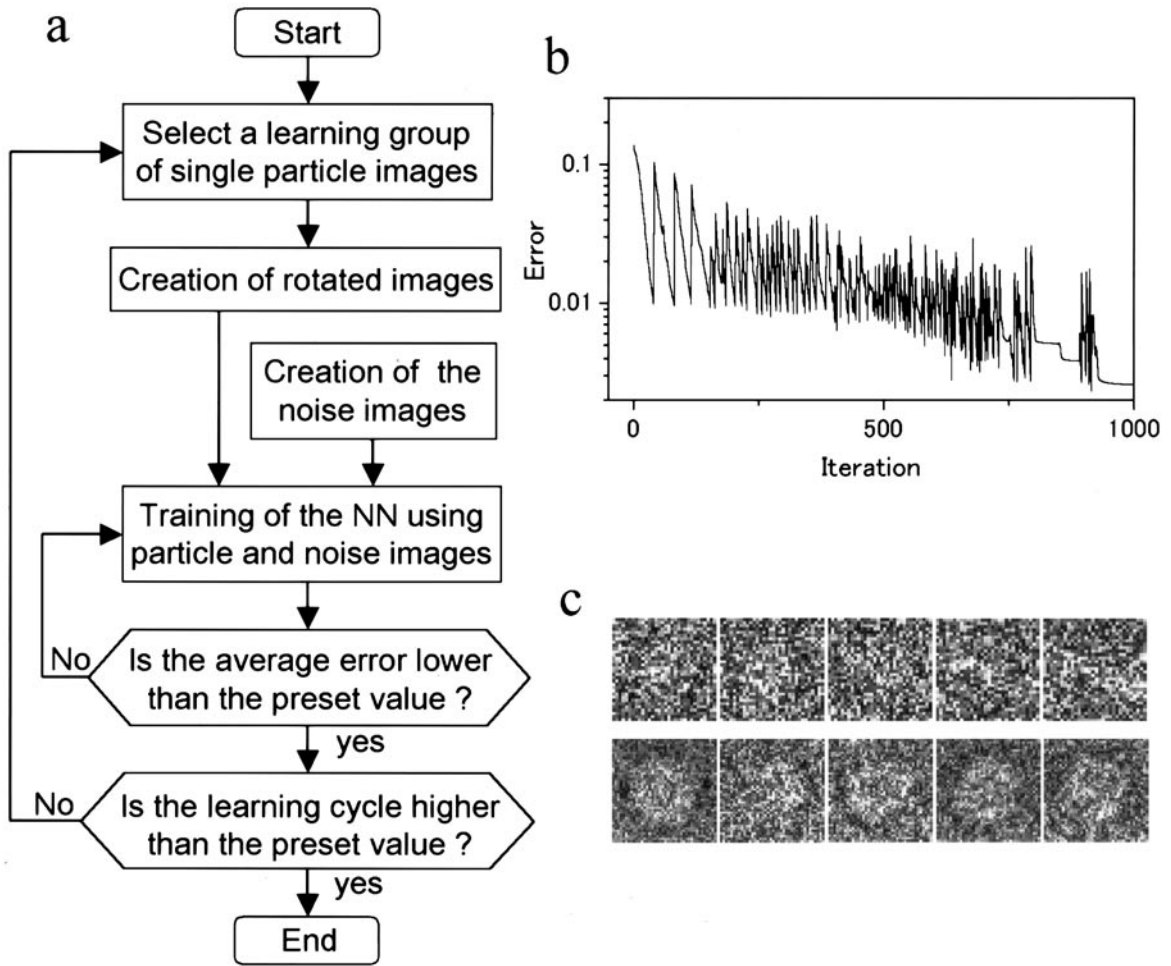 a
Start
Select a learning group
of single particle images
Creation of rotated images
Creation of the
noise images
Training of the NN using
particle and noise images
No
Is the average error lower
than the preset value ?
yes
No
Is the learning cycle higher
than the preset value ?
yes
End
b
0.1
0.01
Error
0
500
1000
Iteration
c